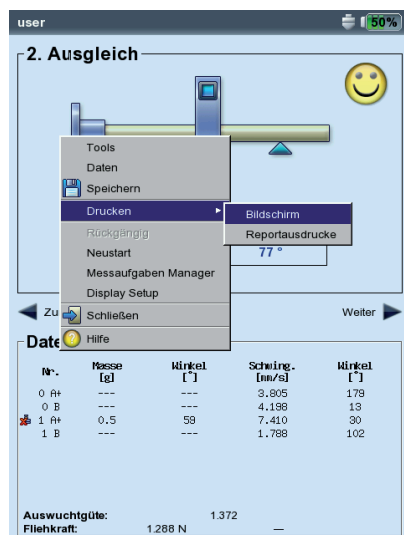 user
50%
2. Ausgleich
Tools
Daten
Speichern
Drucken
Bildschirm
Rückgängig
Reportausdrucke
Neustart
77 °
Messaufgaben Manager
Display Setup
Zu
Schließen
Weiter
Date
Hilfe
Nr. Masse Winkel Schwing. Winkel
[g] [°] [mm/s] [°]
0 A+ --- --- 3.805 179
0 B --- --- 4.198 13
1 A+ 0.5 59 7.410 30
1 B --- --- 1.788 102
Auswuchtgüte: 1.372
Fliehkraft: 1.288 N —